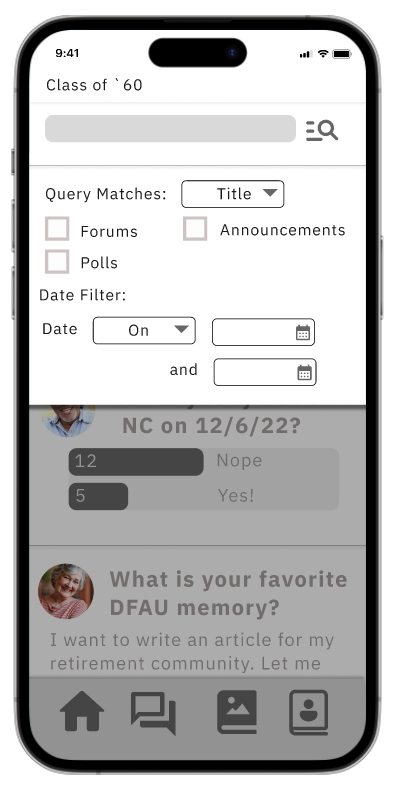 9:41
Class of `60
Query Matches: Title
Forums Announcements
Polls
Date Filter:
Date On
and
NC on 12/6/22?
12 Nope
5 Yes!
What is your favorite
DFAU memory?
I want to write an article for my
retirement community. Let me